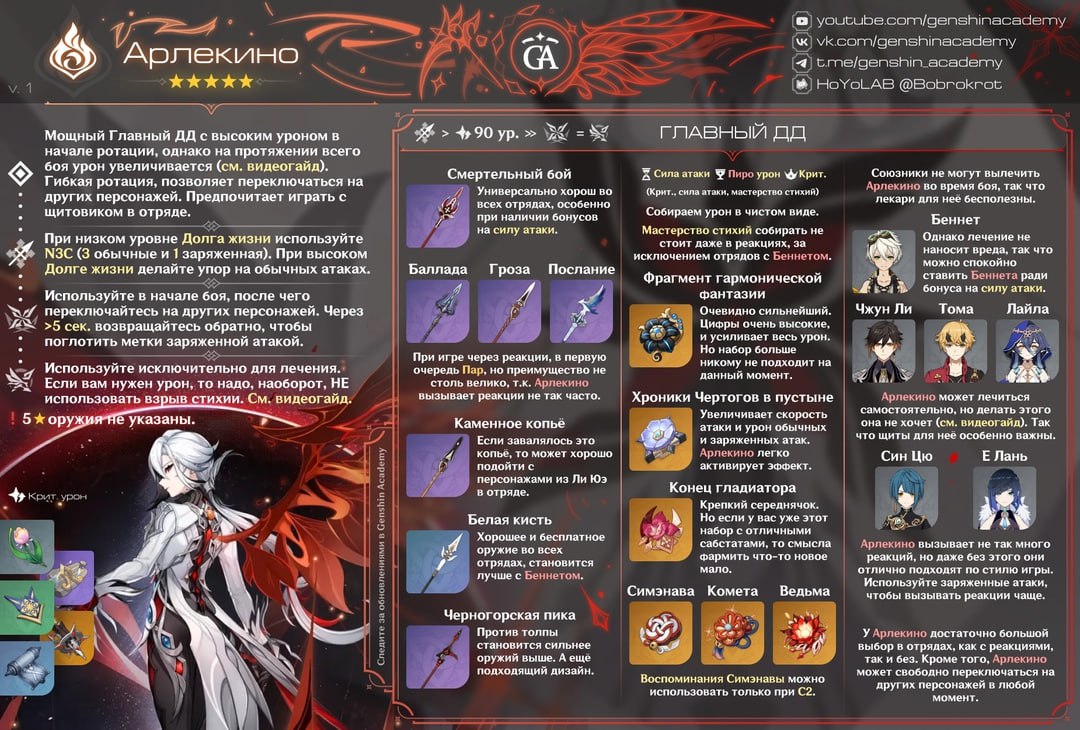 Арлекино
v. 1
GA
youtube.com/genshinacademy
vk.com/genshinacademy
t.me/genshin_academy
HoYoLAB @Bobrokrot
Мощный Главный ДД с высоким уроном в
начале ротации, однако на протяжении всего
боя урон увеличивается (см. видеогайд).
Гибкая ротация, позволяет переключаться на
других персонажей. Предпочитает играть с
щитовиком в отряде.
При низком уровне Долга жизни используйте
N3C (3 обычные и 1 заряженная). При высоком
Долге жизни делайте упор на обычных атаках.
Используйте в начале боя, после чего
переключайтесь на других персонажей. Через
>5 сек. возвращайтесь обратно, чтобы
поглотить метки заряженной атакой.
Используйте исключительно для лечения.
Если вам нужен урон, то надо, наоборот, НЕ
использовать взрыв стихии. См. видеогайд.
! 5★оружия не указаны.
Крит. урон
Следите за обновлениями в Genshin Academy
> 90 ур. >> =
ГЛАВНЫЙ ДД
Смертельный бой
Универсально хорош во
всех отрядах, особенно
при наличии бонусов
на силу атаки.
Баллада Гроза Послание
При игре через реакции, в первую
очередь Пар, но преимущество не
столь велико, т.к. Арлекино
вызывает реакции не так часто.
Каменное копьё
Если завалялось это
копьё, то может хорошо
подойти с
персонажами из Ли Юэ
в отряде.
Белая кисть
Хорошее и бесплатное
оружие во всех
отрядах, становится
лучше с Беннетом.
Черногорская пика
Против толпы
становится сильнее
оружий выше. А ещё
подходящий дизайн.
Сила атаки Пиро урон Крит.
(Крит., сила атаки, мастерство стихий)
Собираем урон в чистом виде.
Мастерство стихий собирать не
стоит даже в реакциях, за
исключением отрядов с Беннетом.
Фрагмент гармонической
фантазии
Очевидно сильнейший.
Цифры очень высокие,
и усиливает весь урон.
Но набор больше
никому не подходит на
данный момент.
Хроники Чертогов в пустыне
Увеличивает скорость
атаки и урон обычных
и заряженных атак.
Арлекино легко
активирует эффект.
Конец гладиатора
Крепкий середнячок.
Но если у вас уже этот
набор с отличными
сабстатами, то смысла
фармить что-то новое
мало.
Симэнава Комета Ведьма
Воспоминания Симэнавы можно
использовать только при С2.
Союзники не могут вылечить
Арлекино во время боя, так что
лекари для неё бесполезны.
Беннет
Однако лечение не
наносит вреда, так что
можно спокойно
ставить Беннета ради
бонуса на силу атаки.
Чжун Ли Тома Лайла
Арлекино может лечиться
самостоятельно, но делать этого
она не хочет (см. видеогайд). Так
что щиты для неё особенно важны.
Син Цю Е Лань
Арлекино вызывает не так много
реакций, но даже без этого они
отлично подходят по стилю игры.
Используйте заряженные атаки,
чтобы вызывать реакции чаще.
У Арлекино достаточно большой
выбор в отрядах, как с реакциями,
так и без. Кроме того, Арлекино
может свободно переключаться на
других персонажей в любой
момент.